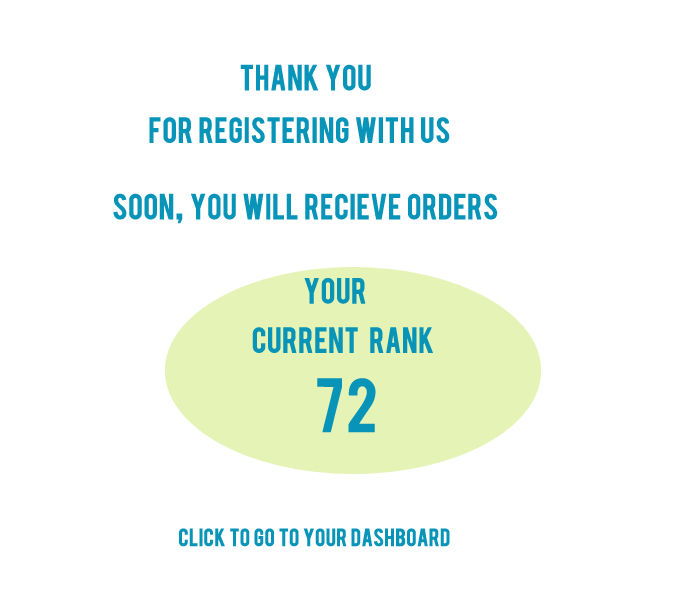 THANK YOU
FOR REGISTERING WITH US
SOON, YOU WILL RECIEVE ORDERS
YOUR
CURRENT RANK
72
CLICK TO GO TO YOUR DASHBOARD